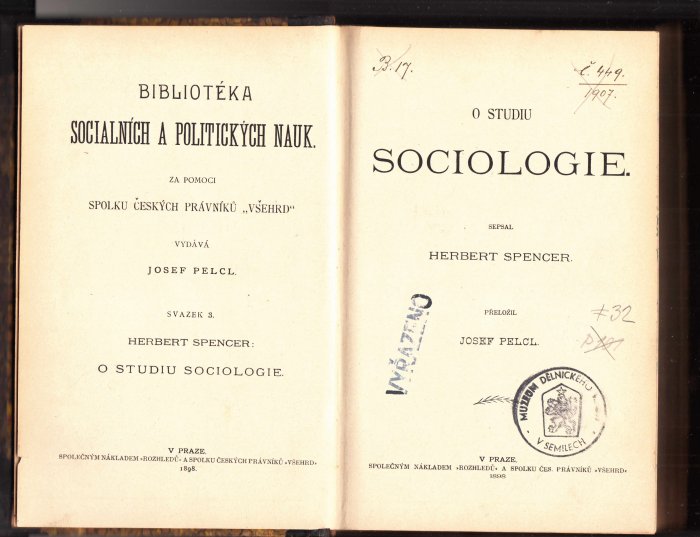 BIBLIOTÉKA
SOCIALNÍCH A POLITICKÝCH NAUK.
ZA POMOCI
SPOLKU ČESKÝCH PRÁVNÍKŮ „VŠEHRD“
VYDÁVÁ
JOSEF PELCL.
SVAZEK 3.
HERBERT SPENCER:
O STUDIU SOCIOLOGIE.
V PRAZE.
SPOLEČNÝM NÁKLADEM »ROZHLEDŮ« A SPOLKU ČESKÝCH PRÁVNÍKŮ »VŠEHRD«
1898.
B. 17.
č. 449.
1907.
O STUDIU
SOCIOLOGIE.
SEPSAL
HERBERT SPENCER.
PŘELOŽIL
JOSEF PELCL.
VYŘAZENO
#32
MUZEUM DĚLNICKÉHO
V SEMILECH
V PRAZE.
SPOLEČNÝM NÁKLADEM »ROZHLEDŮ« A SPOLKU ČES. PRÁVNÍKŮ »VŠEHRD«
1898.